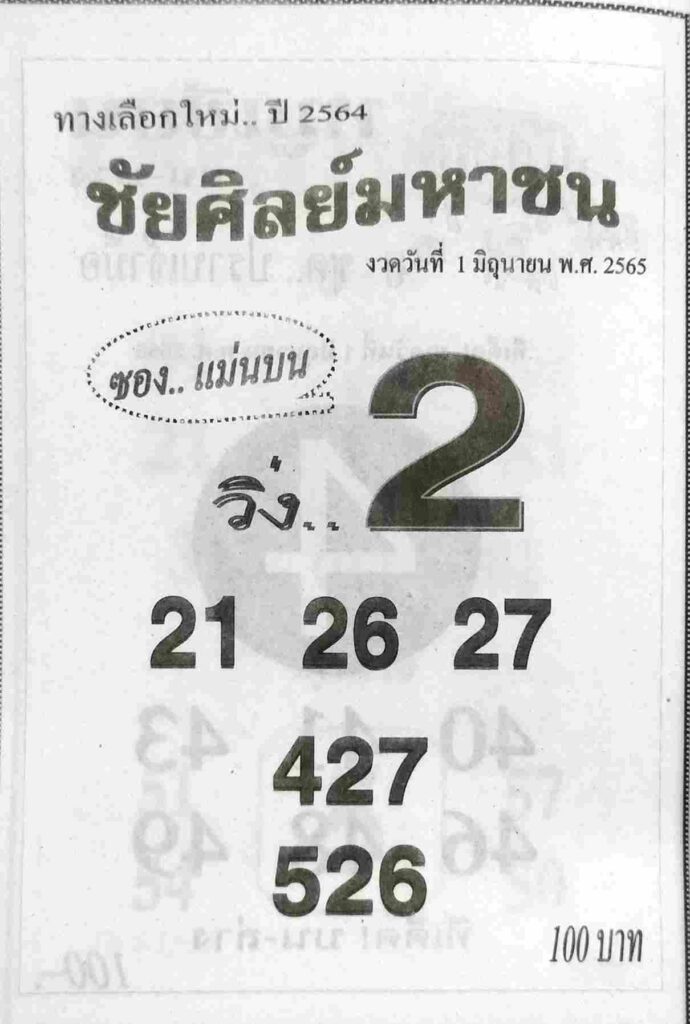 ทางเลือกใหม่.. ปี 2564
ชัยศิลย์มหาชน
งวดวันที่ 1 มิถุนายน พ.ศ. 2565
ซอง.. แม่นบน
วิ่ง.. 2
21 26 27
427
526
100 บาท